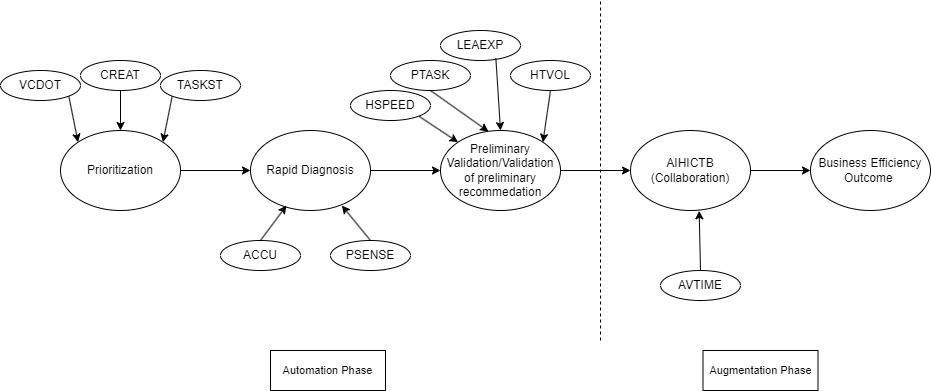 LEAEXP
VCDOT
CREAT
TASKST
PTASK
HTVOL
HSPEED
Prioritization
Rapid Diagnosis
Preliminary
Validation/Validation
of preliminary
recommedation
AIHICTB
(Collaboration)
Business Efficiency
Outcome
ACCU
PSENSE
AVTIME
Automation Phase
Augmentation Phase